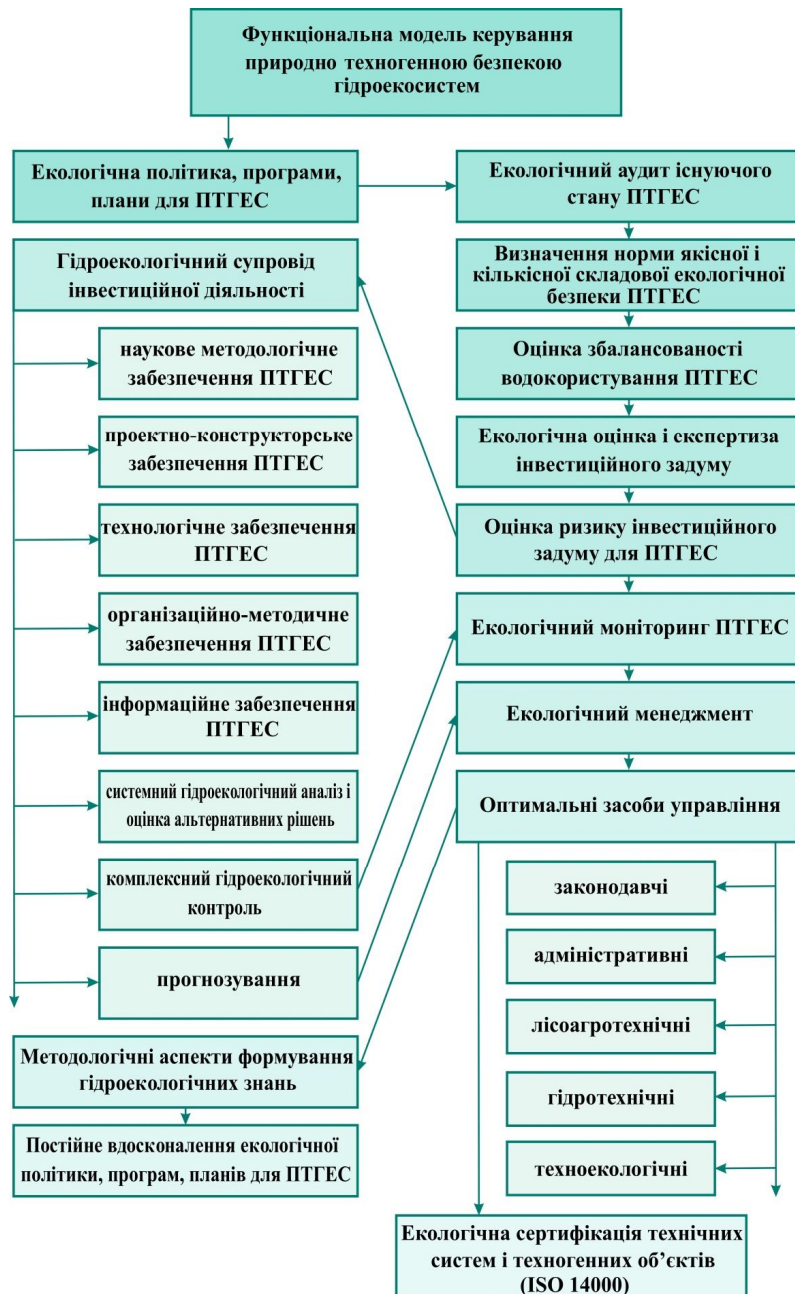 Функціональна модель керування
природно техногенною безпекою
гідроекосистем
Екологічна політика, програми,
плани для ПТГЕС
Екологічний аудит існуючого
стану ПТГЕС
Гідроекологічний супровід
інвестиційної діяльності
Визначення норми якісної і
кількісної складової екологічної
безпеки ПТГЕС
наукове методологічне
забезпечення ПТГЕС
Оцінка збалансованості
водокористування ПТГЕС
проектно-конструкторське
забезпечення ПТГЕС
Екологічна оцінка і експертиза
інвестиційного задуму
технологічне забезпечення
ПТГЕС
Оцінка ризику інвестиційного
задуму для ПТГЕС
організаційно-методичне
забезпечення ПТГЕС
Екологічний моніторинг ПТГЕС
інформаційне забезпечення
ПТГЕС
Екологічний менеджмент
системний гідроекологічний аналіз і
оцінка альтернативних рішень
Оптимальні засоби управління
комплексний гідроекологічний
контроль
законодавчі
прогнозування
адміністративні
лісоагротехнічні
Методологічні аспекти формування
гідроекологічних знань
гідротехнічні
Постійне вдосконалення екологічної
політики, програм, планів для ПТГЕС
техноекологічні
Екологічна сертифікація технічних
систем і техногенних об’єктів
(ISO 14000)